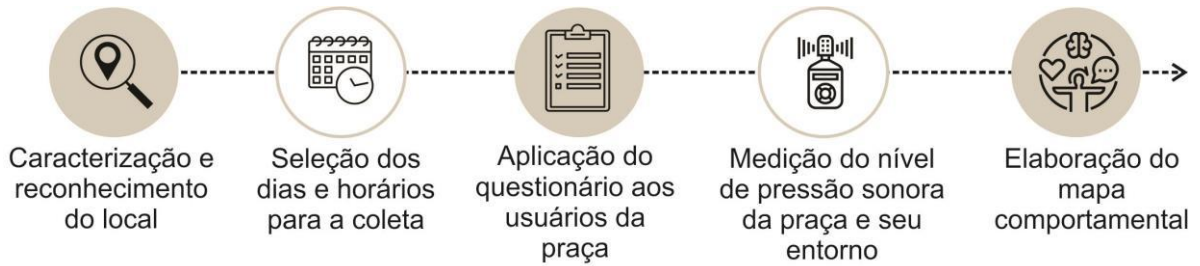 Caracterização e
reconhecimento
do local
Seleção dos
dias e horários
para a coleta
Aplicação do
questionário aos
usuários da
praça
Medição do nível
de pressão sonora
da praça e seu
entorno
Elaboração do
mapa
comportamental